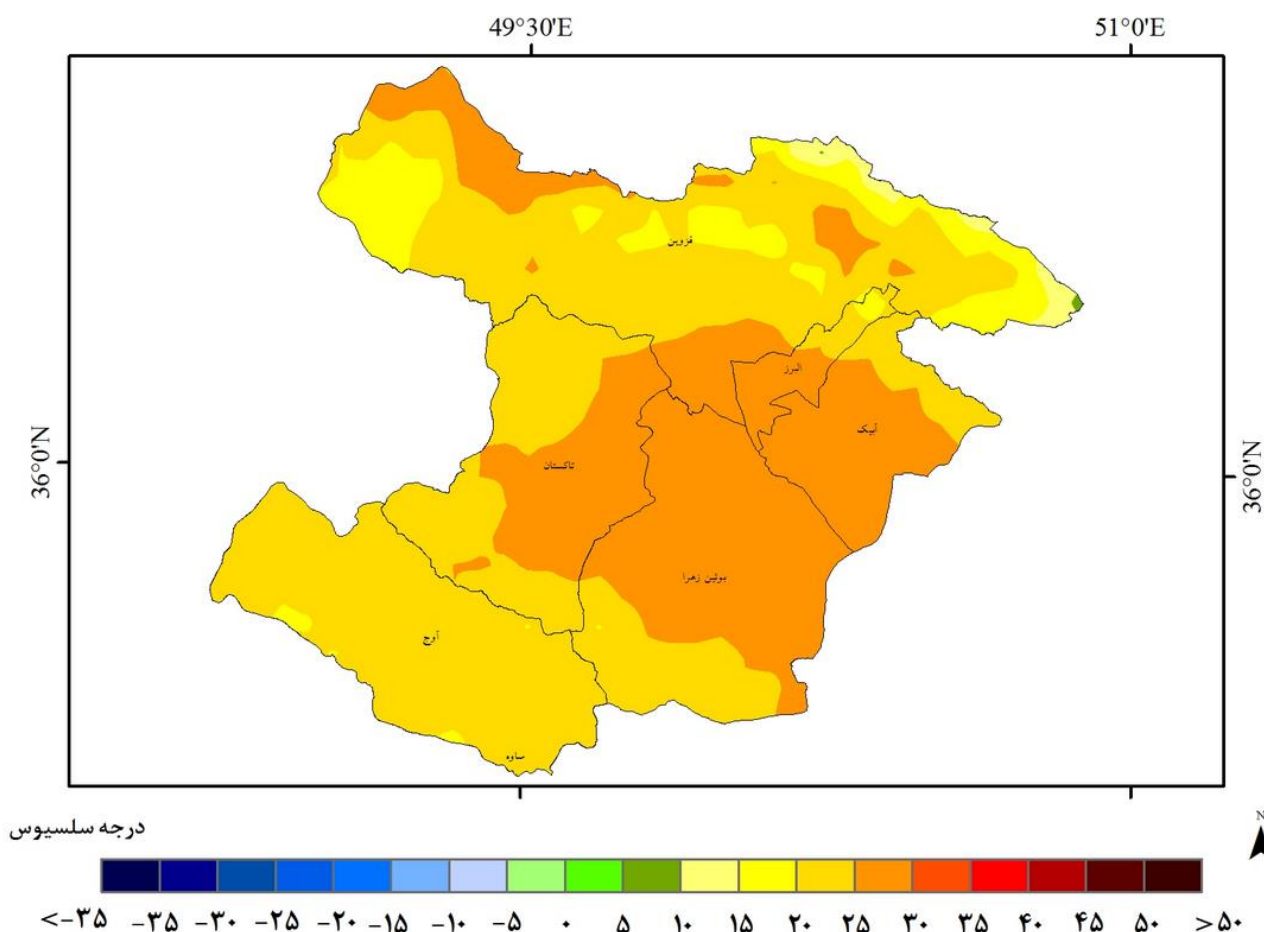 49°30'E 51°0'E
قزوین
البرز
آبیک
36°0'N تاکستان 36°0'N
بوئین زهرا
آوج
ساوه
درجه سلسیوس
N
<-۳۵ -۳۵ -۳۰ -۲۵ -۲۰ -۱۵ -۱۰ -۵ ۰ ۵ ۱۰ ۱۵ ۲۰ ۲۵ ۳۰ ۳۵ ۴۰ ۴۵ ۵۰ >۵۰